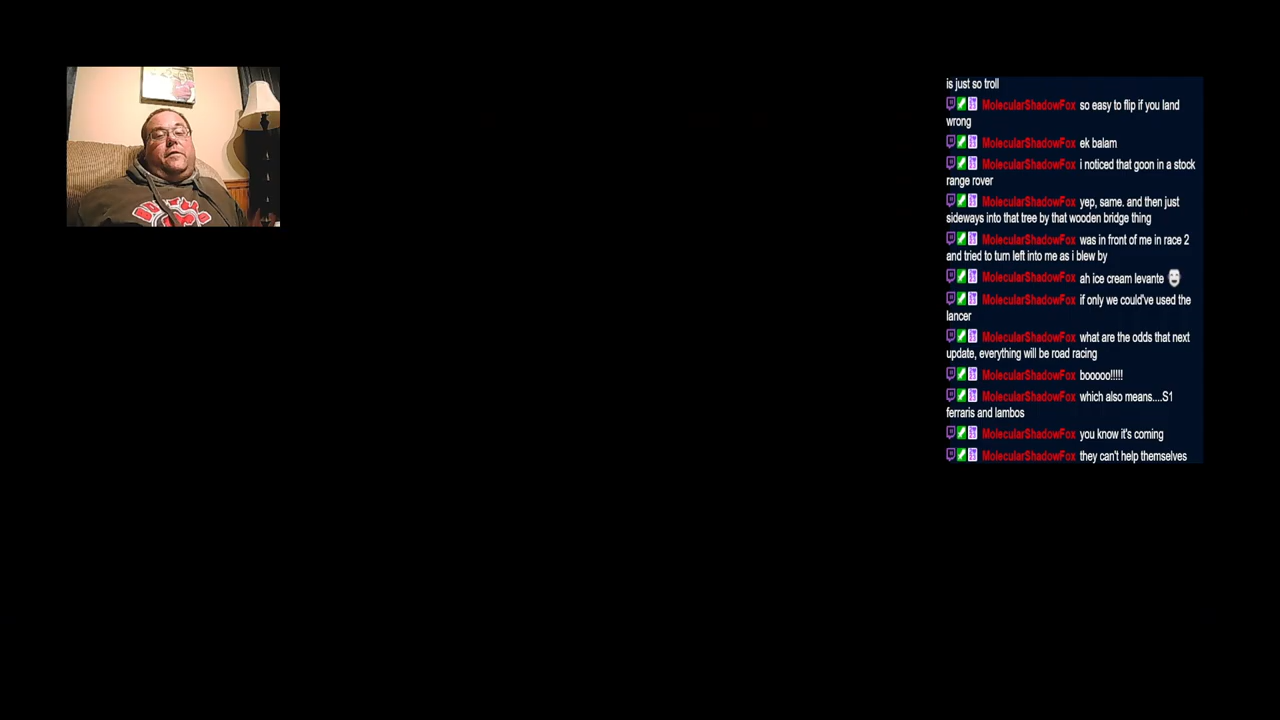 is just so troll
MolecularShadowFox so easy to flip if you land
wrong
MolecularShadowFox ek balam
MolecularShadowFox i noticed that goon in a stock
range rover
MolecularShadowFox yep, same. and then just
sideways into that tree by that wooden bridge thing
MolecularShadowFox was in front of me in race 2
and tried to turn left into me as i blew by
MolecularShadowFox ah ice cream levante
MolecularShadowFox if only we could've used the
lancer
MolecularShadowFox what are the odds that next
update, everything will be road racing
MolecularShadowFox booooo!!!!!
MolecularShadowFox which also means....S1
ferraris and lambos
MolecularShadowFox you know it's coming
MolecularShadowFox they can't help themselves